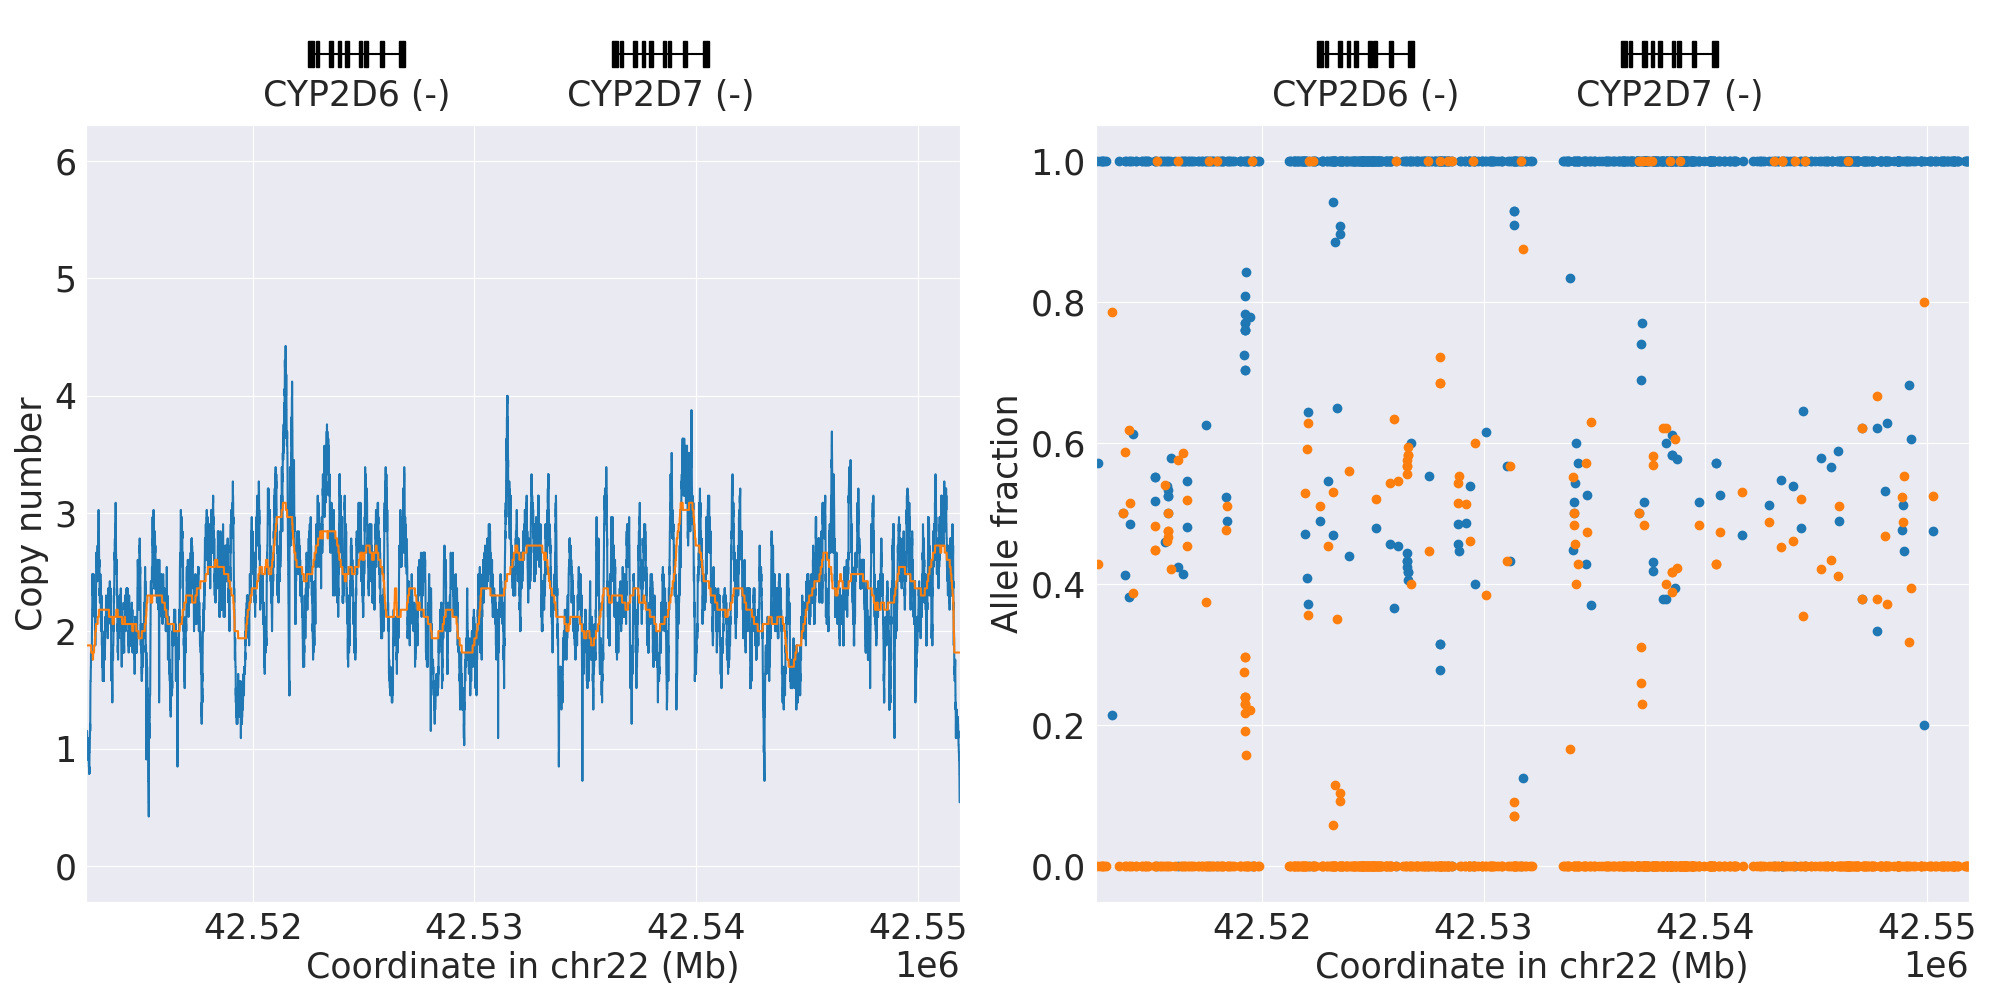 CYP2D6 (-) CYP2D7 (-)
Copy number
6
5
4
3
2
1
0
42.52 42.53 42.54 42.55
Coordinate in chr22 (Mb)
1e6
CYP2D6 (-) CYP2D7 (-)
Allele fraction
1.0
0.8
0.6
0.4
0.2
0.0
42.52 42.53 42.54 42.55
Coordinate in chr22 (Mb)
1e6